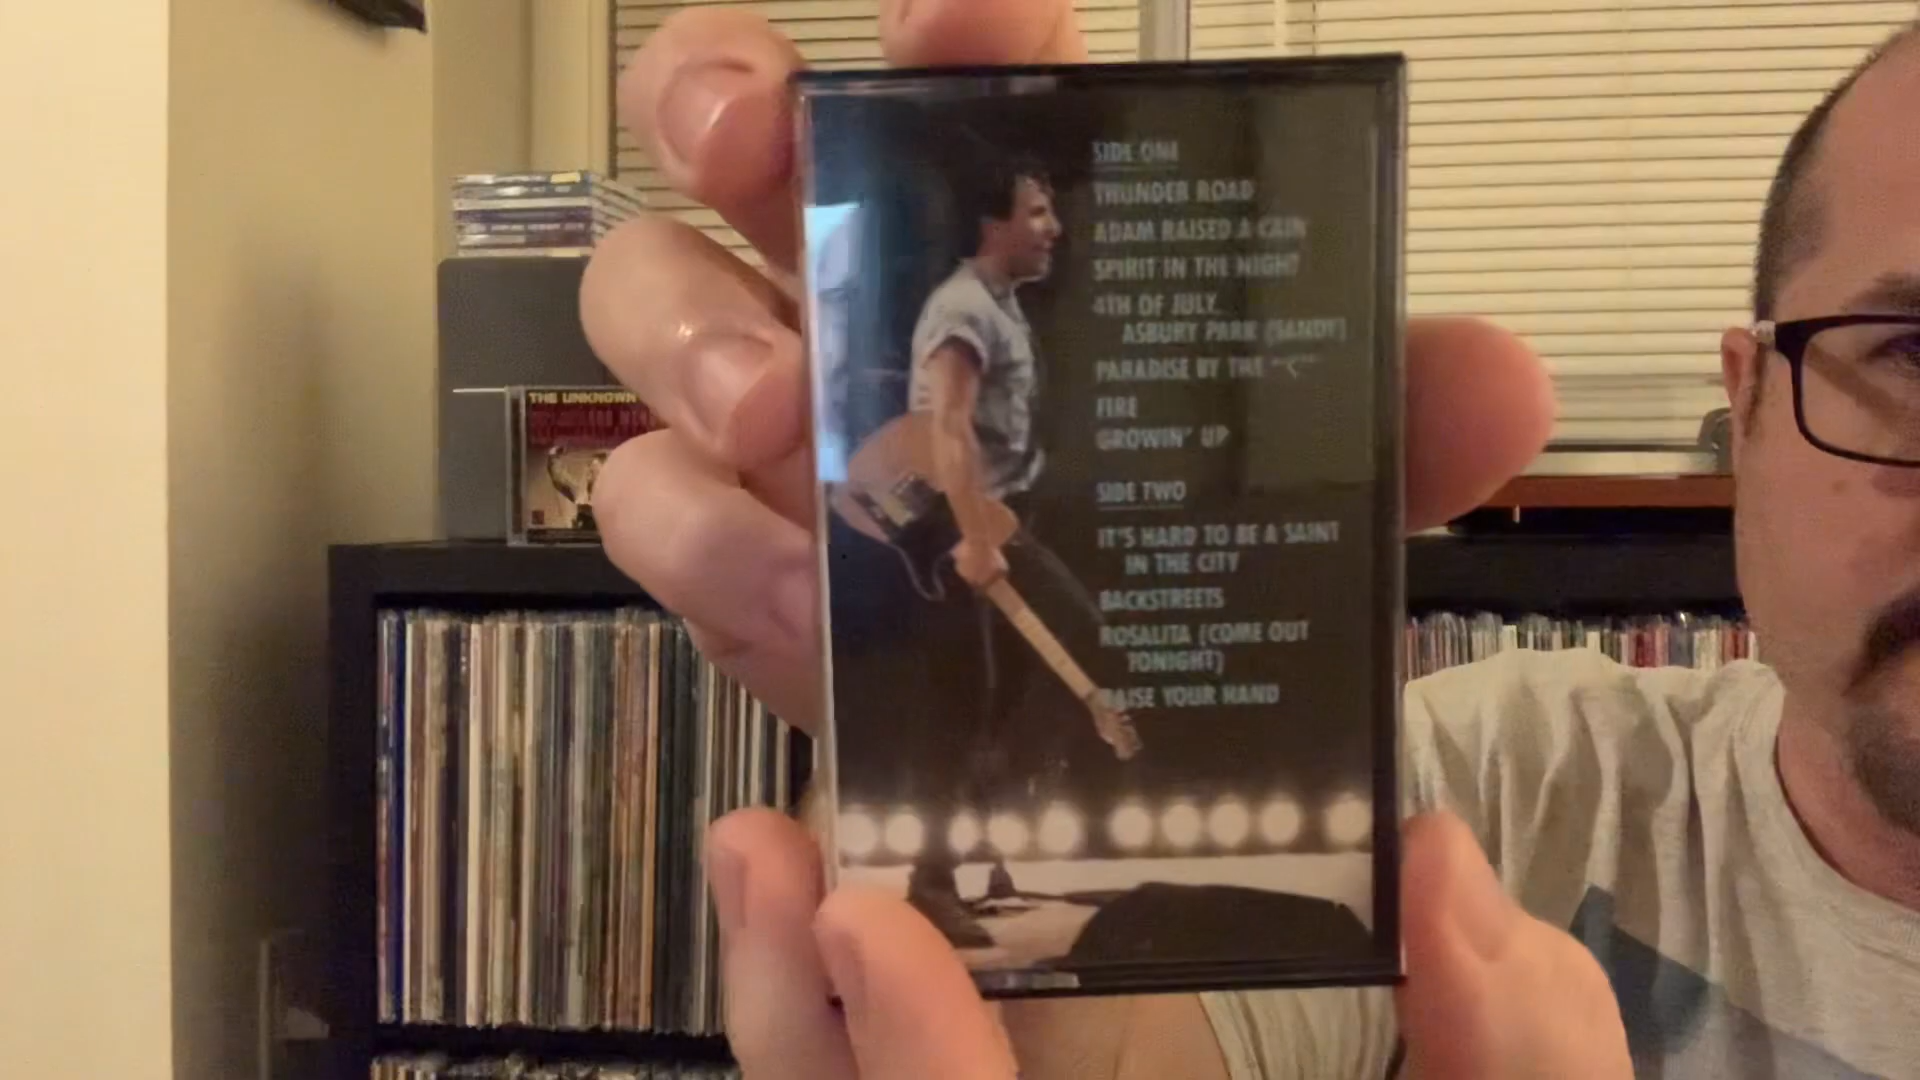 THE UNKNOWN
SIDE ONE
THUNDER ROAD
ADAM RAISED A CAIN
SPIRIT IN THE NIGHT
4TH OF JULY,
ASBURY PARK (SANDY)
PARADISE BY THE "C"
FIRE
GROWIN' UP
SIDE TWO
IT'S HARD TO BE A SAINT
IN THE CITY
BACKSTREETS
ROSALITA (COME OUT
TONIGHT)
RAISE YOUR HAND